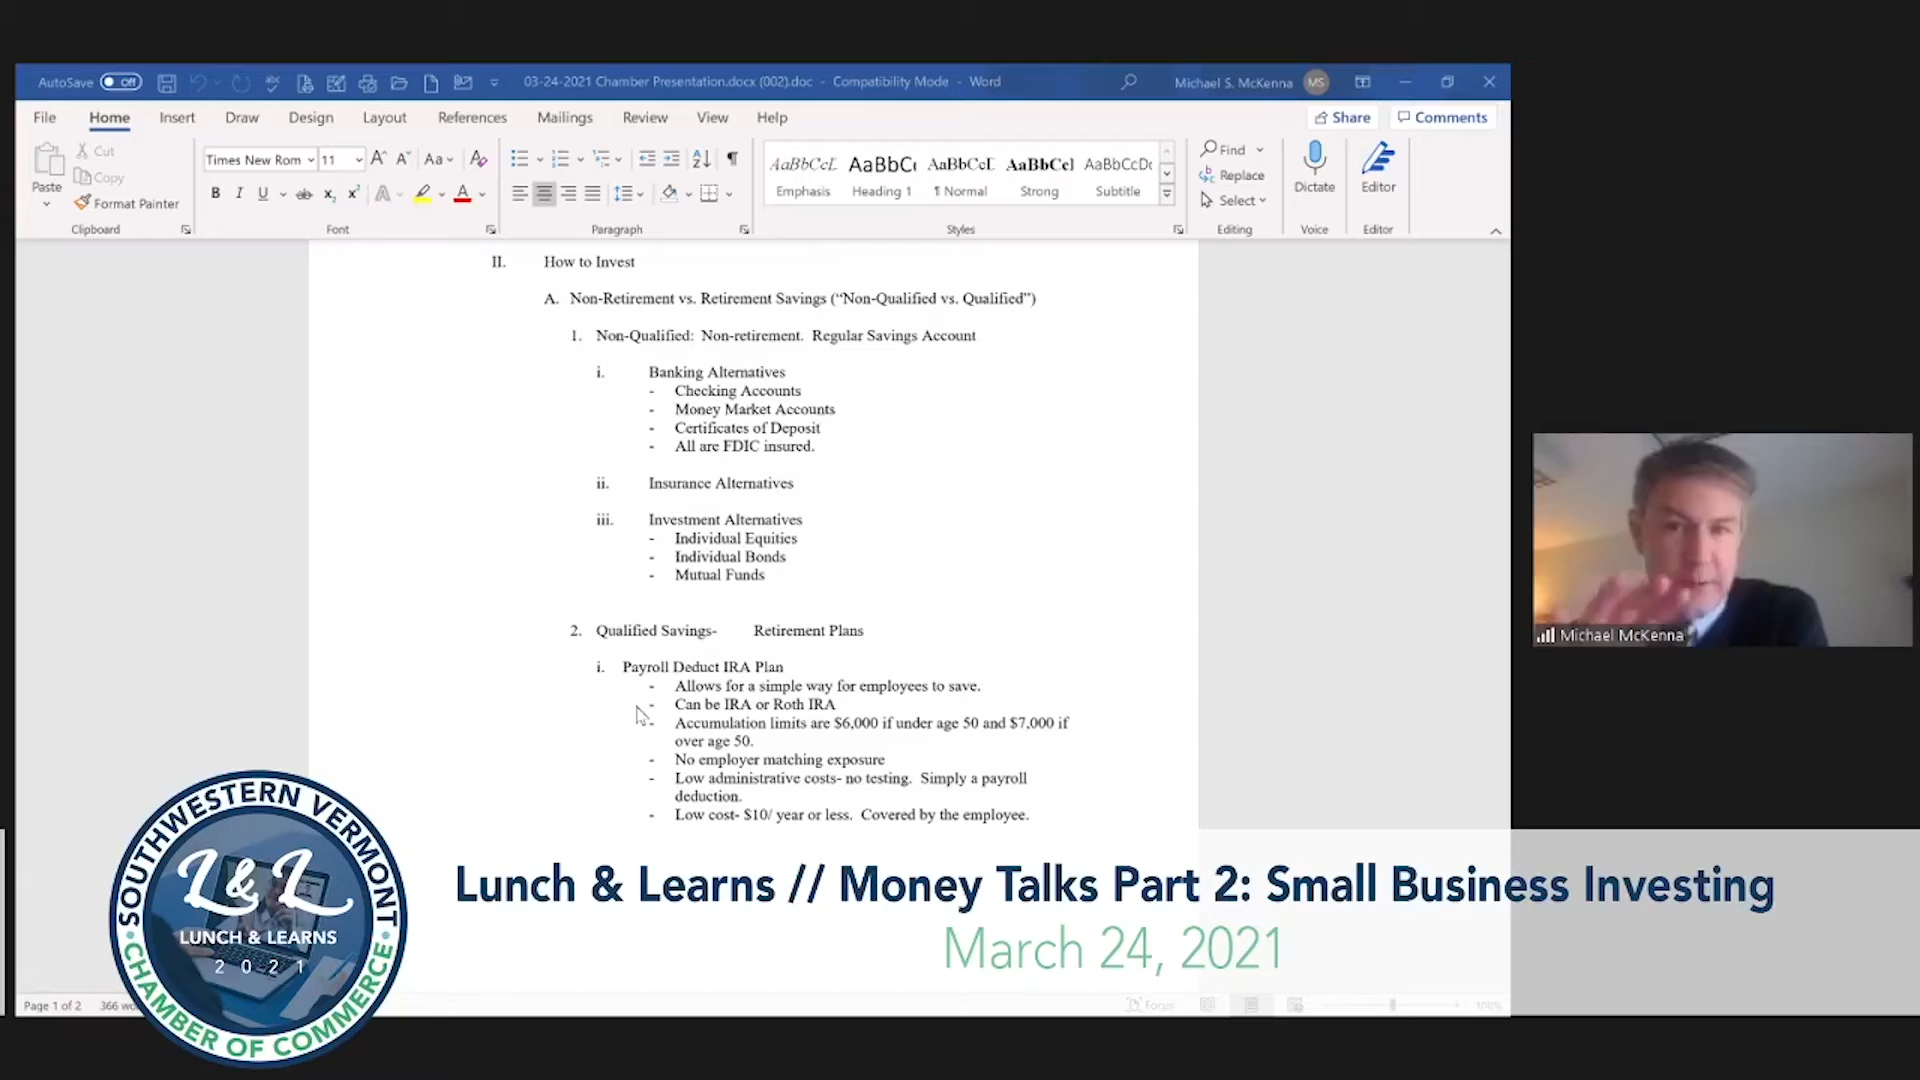 AutoSave Off 03-24-2021 Chamber Presentation.docx (002).doc - Compatibility Mode - Word Michael S. McKenna MS
File Home Insert Draw Design Layout References Mailings Review View Help Share Comments
Paste Cut Copy Format Painter
Times New Rom 11
AaBbCcL AaBbCı AaBbCcI AaBbCcl AaBbCcDc
Emphasis Heading 1 ¶ Normal Strong Subtitle
Find Replace Select
Dictate Editor
Clipboard Font Paragraph Styles Editing Voice Editor
II. How to Invest
A. Non-Retirement vs. Retirement Savings (“Non-Qualified vs. Qualified”)
1. Non-Qualified: Non-retirement. Regular Savings Account
i. Banking Alternatives
- Checking Accounts
- Money Market Accounts
- Certificates of Deposit
- All are FDIC insured.
ii. Insurance Alternatives
iii. Investment Alternatives
- Individual Equities
- Individual Bonds
- Mutual Funds
2. Qualified Savings- Retirement Plans
i. Payroll Deduct IRA Plan
- Allows for a simple way for employees to save.
- Can be IRA or Roth IRA
- Accumulation limits are $6,000 if under age 50 and $7,000 if
over age 50.
- No employer matching exposure
- Low administrative costs- no testing. Simply a payroll
deduction.
- Low cost- $10/ year or less. Covered by the employee.
Michael McKenna
SOUTHWESTERN VERMONT
L&L
LUNCH & LEARNS
2021
CHAMBER OF COMMERCE
Lunch & Learns // Money Talks Part 2: Small Business Investing
March 24, 2021
Page 1 of 2 366 Focus 100%